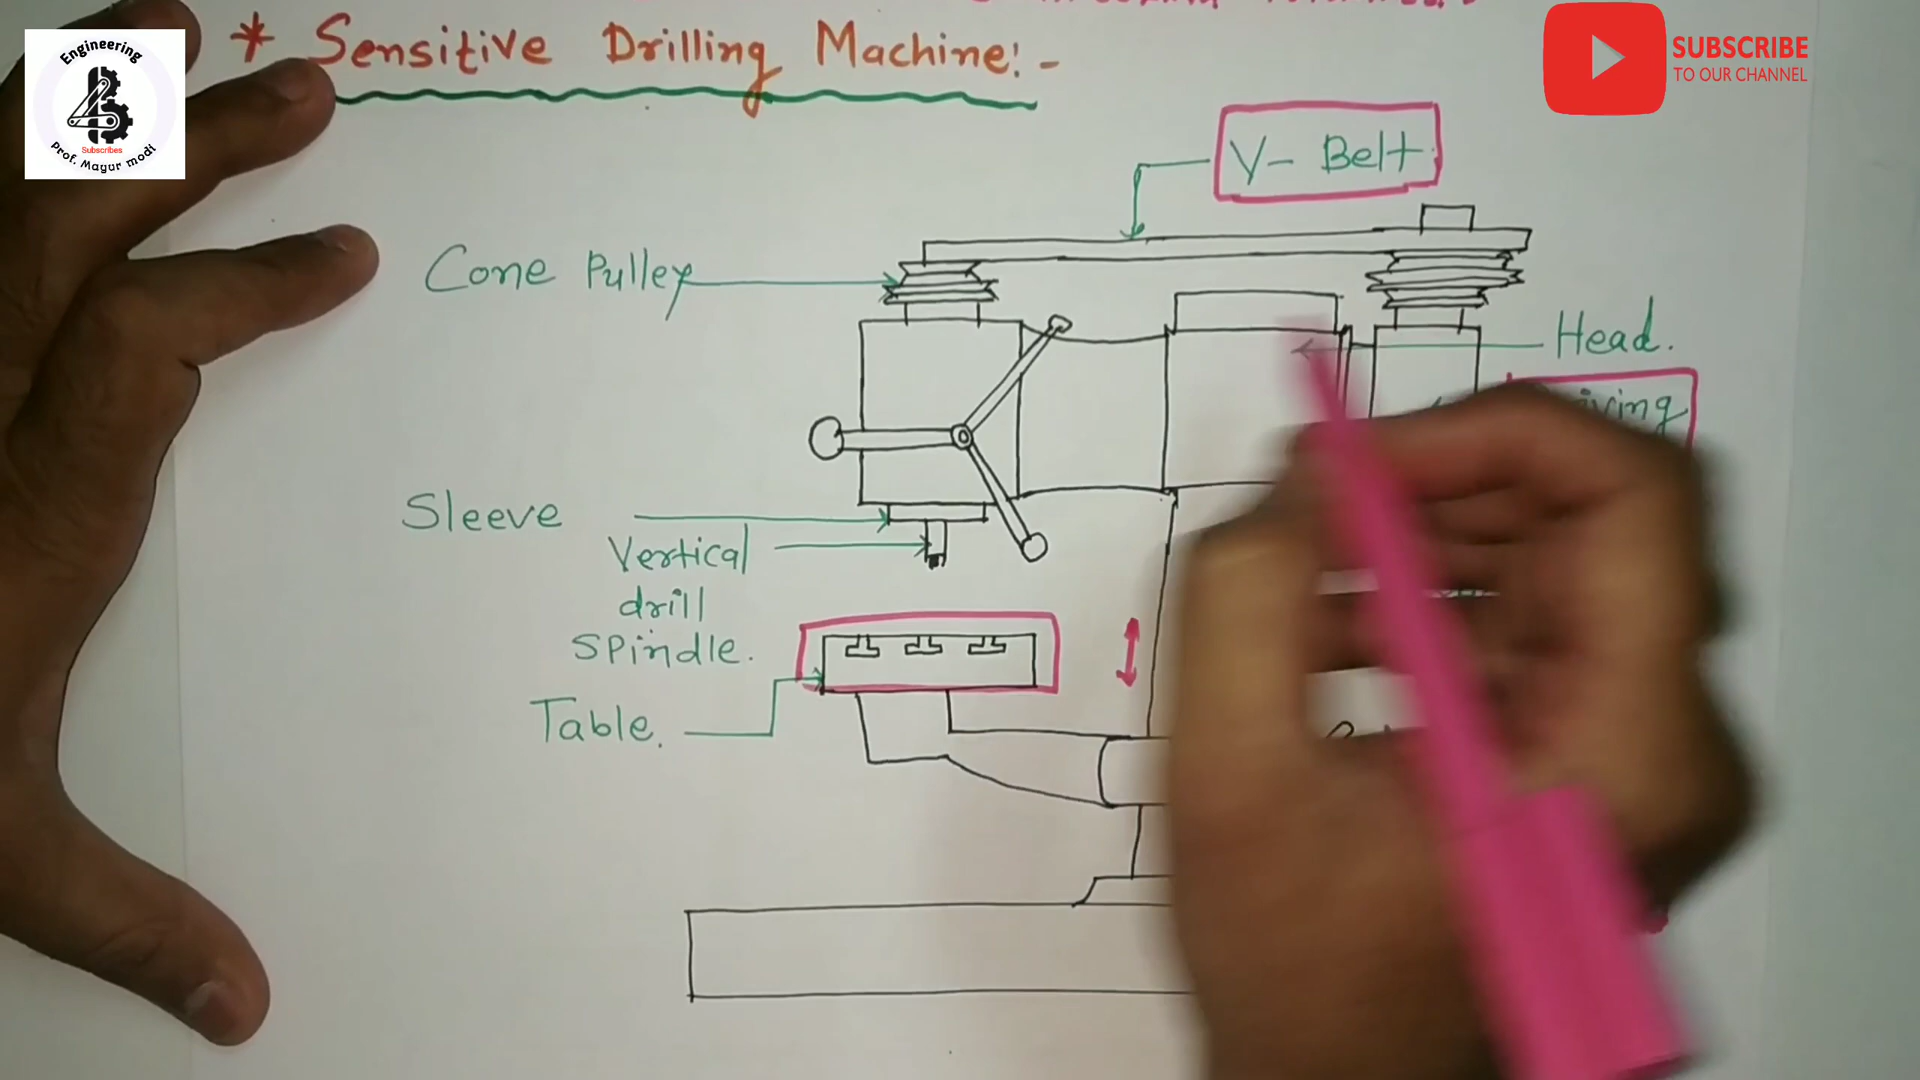 * Sensitive Drilling Machine:-
Engineering
Subscribes
Prof. Mayur modi
SUBSCRIBE
TO OUR CHANNEL
V- Belt
Cone Pulley
Head.
Sleeve
Vertical
drill
Spindle.
Table.